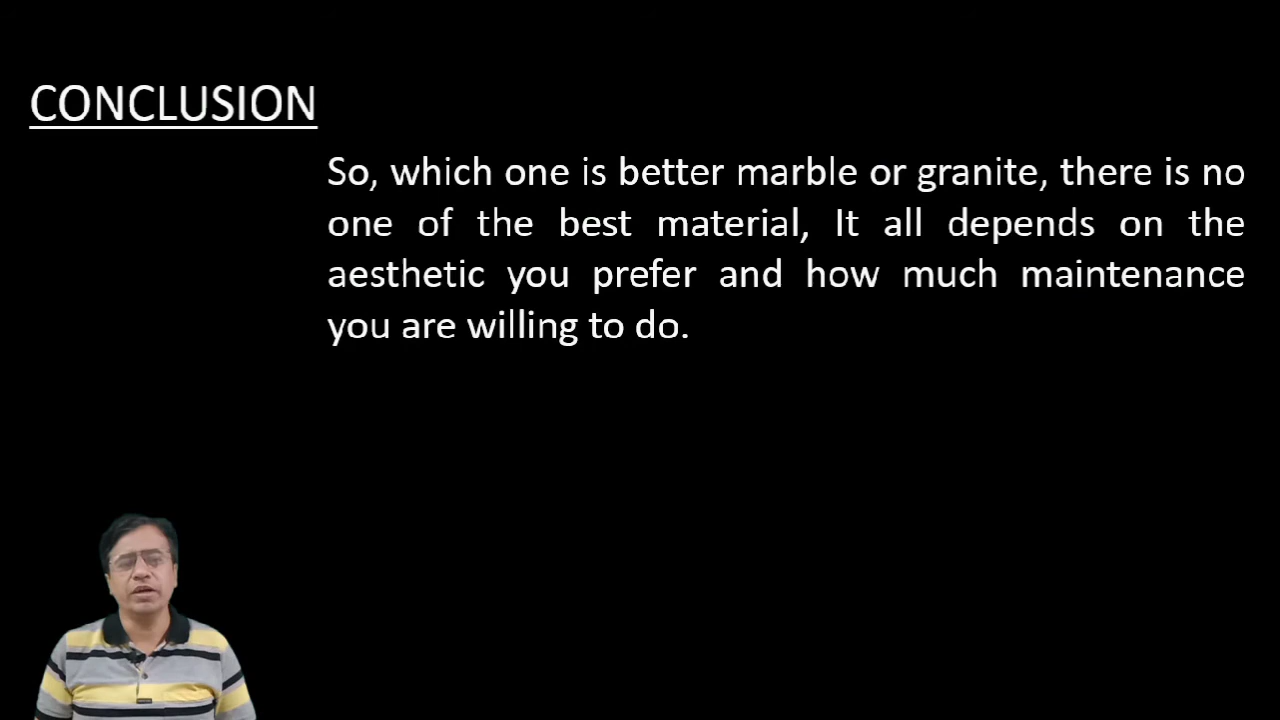 CONCLUSION
So, which one is better marble or granite, there is no
one of the best material, It all depends on the
aesthetic you prefer and how much maintenance
you are willing to do.